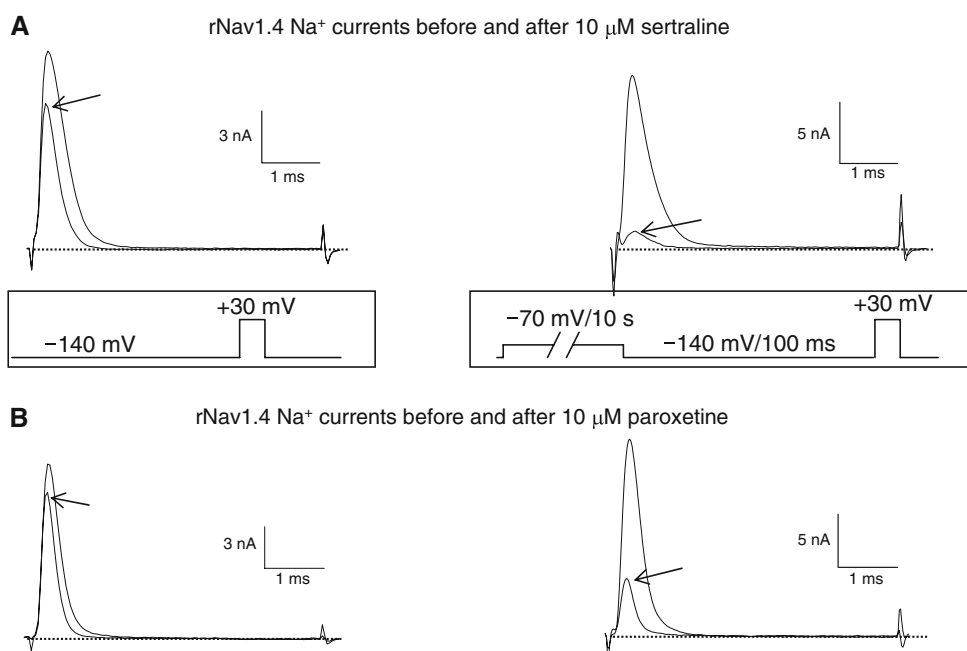 A
rNav1.4 Na⁺ currents before and after 10 μM sertraline
3 nA
1 ms
5 nA
1 ms
+30 mV
−140 mV
−70 mV/10 s
+30 mV
−140 mV/100 ms
B
rNav1.4 Na⁺ currents before and after 10 μM paroxetine
3 nA
1 ms
5 nA
1 ms